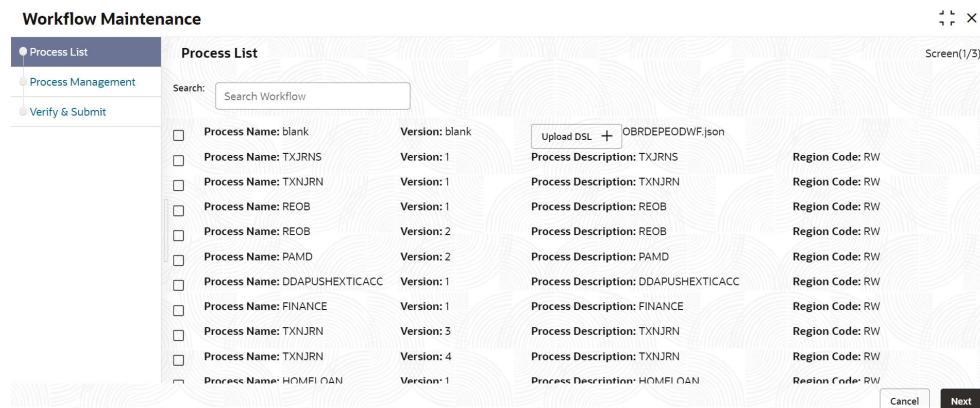 Workflow Maintenance
Process List
Process Management
Verify & Submit
Process List
Screen(1/3)
Search:
Search Workflow
Process Name: blank Version: blank Upload DSL + OBRDEPEODWF.json
Process Name: TXJRNS Version: 1 Process Description: TXJRNS Region Code: RW
Process Name: TXNJRN Version: 1 Process Description: TXNJRN Region Code: RW
Process Name: REOB Version: 1 Process Description: REOB Region Code: RW
Process Name: REOB Version: 2 Process Description: REOB Region Code: RW
Process Name: PAMD Version: 2 Process Description: PAMD Region Code: RW
Process Name: DDAPUSHEXTICACC Version: 1 Process Description: DDAPUSHEXTICACC Region Code: RW
Process Name: FINANCE Version: 1 Process Description: FINANCE Region Code: RW
Process Name: TXNJRN Version: 3 Process Description: TXNJRN Region Code: RW
Process Name: TXNJRN Version: 4 Process Description: TXNJRN Region Code: RW
Process Name: HOMELOAN Version: 1 Process Description: HOMELOAN Region Code: RW
Cancel Next